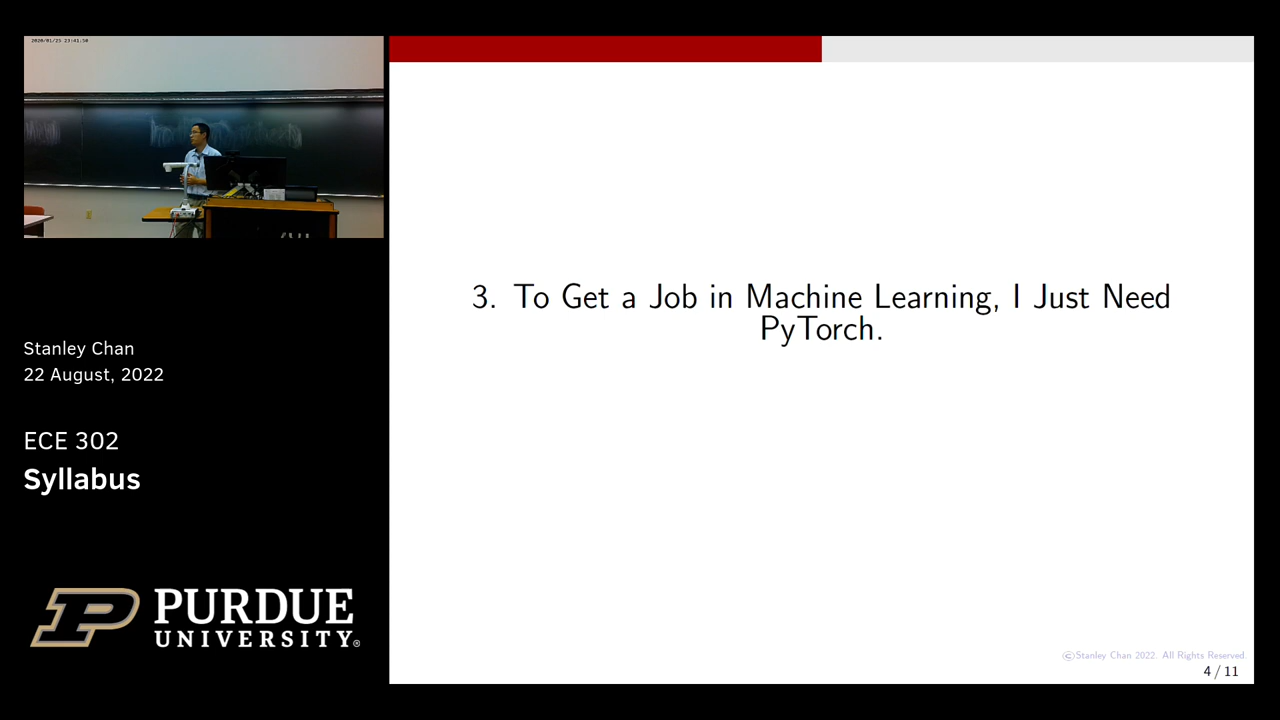 2020/01/25 23:41:50
3. To Get a Job in Machine Learning, I Just Need
PyTorch.
Stanley Chan
22 August, 2022
ECE 302
Syllabus
PURDUE
UNIVERSITY®
©Stanley Chan 2022. All Rights Reserved.
4 / 11